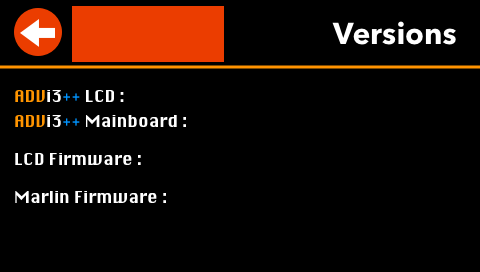 Versions
ADVi3++ LCD :
ADVi3++ Mainboard :
LCD Firmware :
Marlin Firmware :